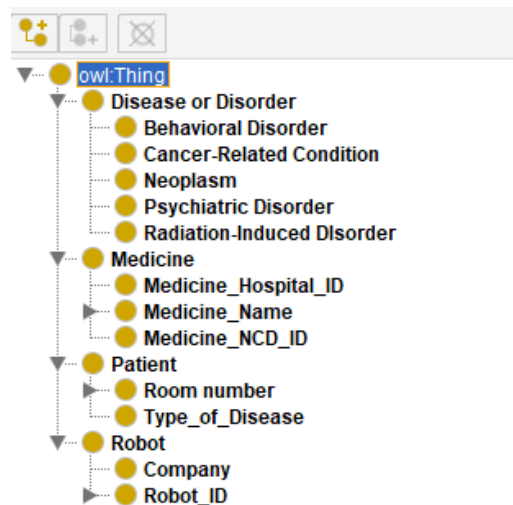 owl:Thing
Disease or Disorder
Behavioral Disorder
Cancer-Related Condition
Neoplasm
Psychiatric Disorder
Radiation-Induced DIsorder
Medicine
Medicine_Hospital_ID
Medicine_Name
Medicine_NCD_ID
Patient
Room number
Type_of_Disease
Robot
Company
Robot_ID